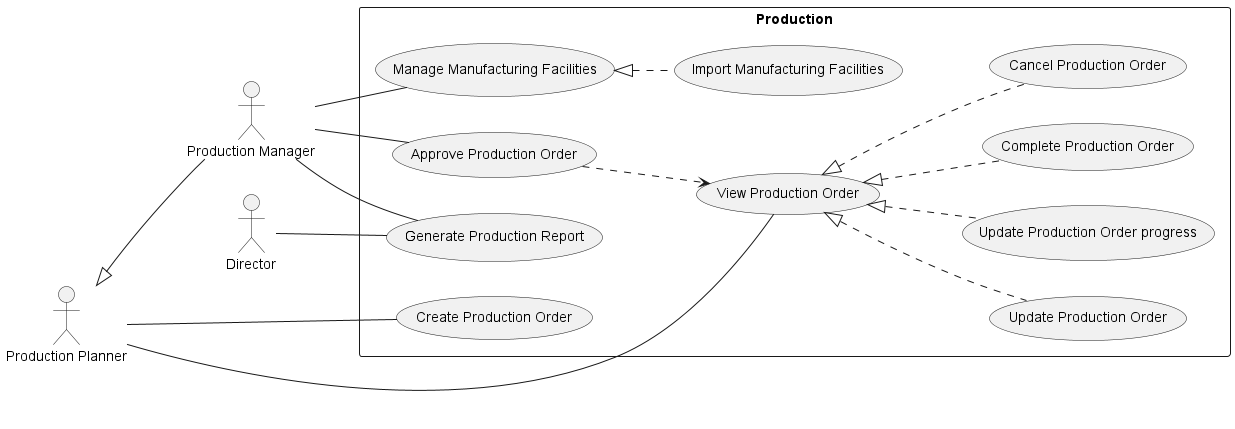 Production
Manage Manufacturing Facilities
Import Manufacturing Facilities
Cancel Production Order
Production Manager
Approve Production Order
Complete Production Order
View Production Order
Director
Generate Production Report
Update Production Order progress
Production Planner
Create Production Order
Update Production Order